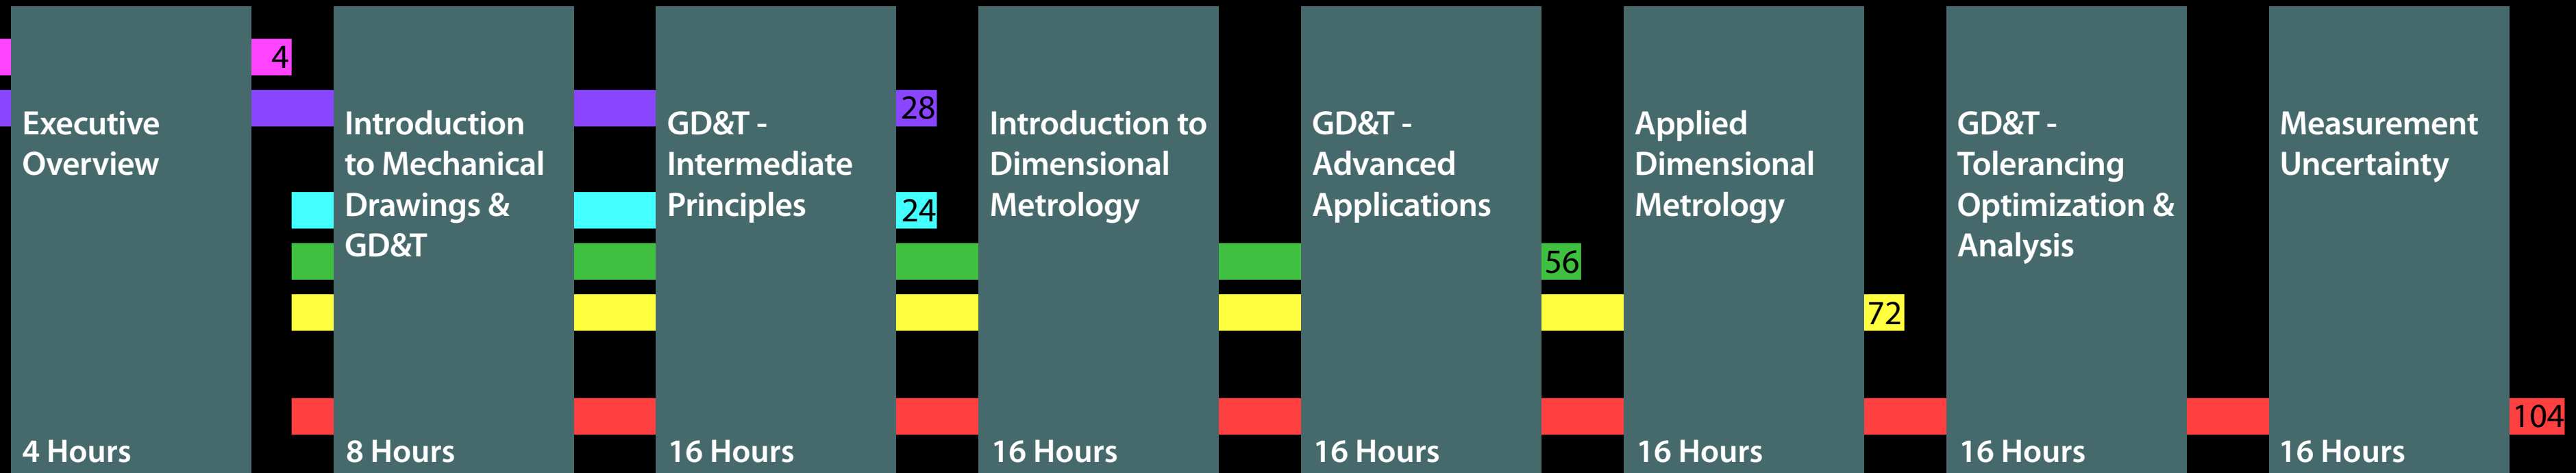 4
28
24
56
72
104
Executive
Overview
4 Hours
Introduction
to Mechanical
Drawings &
GD&T
8 Hours
GD&T -
Intermediate
Principles
16 Hours
Introduction to
Dimensional
Metrology
16 Hours
GD&T -
Advanced
Applications
16 Hours
Applied
Dimensional
Metrology
16 Hours
GD&T -
Tolerancing
Optimization &
Analysis
16 Hours
Measurement
Uncertainty
16 Hours